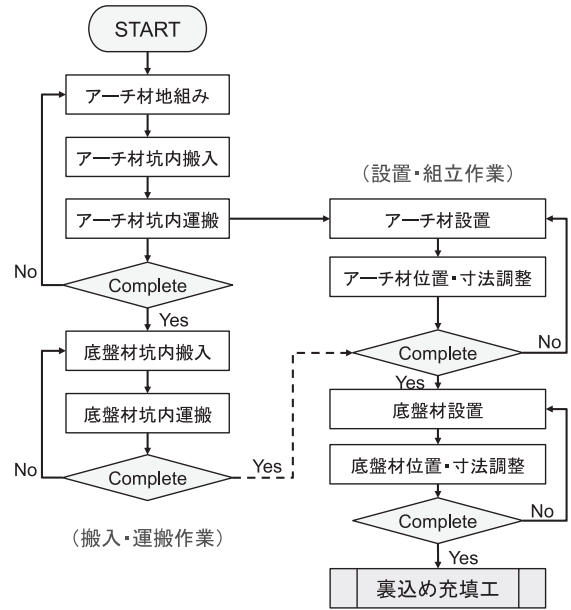 START
アーチ材地組み
アーチ材坑内搬入
アーチ材坑内運搬
No
Complete
Yes
底盤材坑内搬入
底盤材坑内運搬
No
Complete
Yes
(搬入・運搬作業)
(設置・組立作業)
アーチ材設置
アーチ材位置・寸法調整
Complete
No
Yes
底盤材設置
底盤材位置・寸法調整
Complete
No
Yes
裏込め充填工